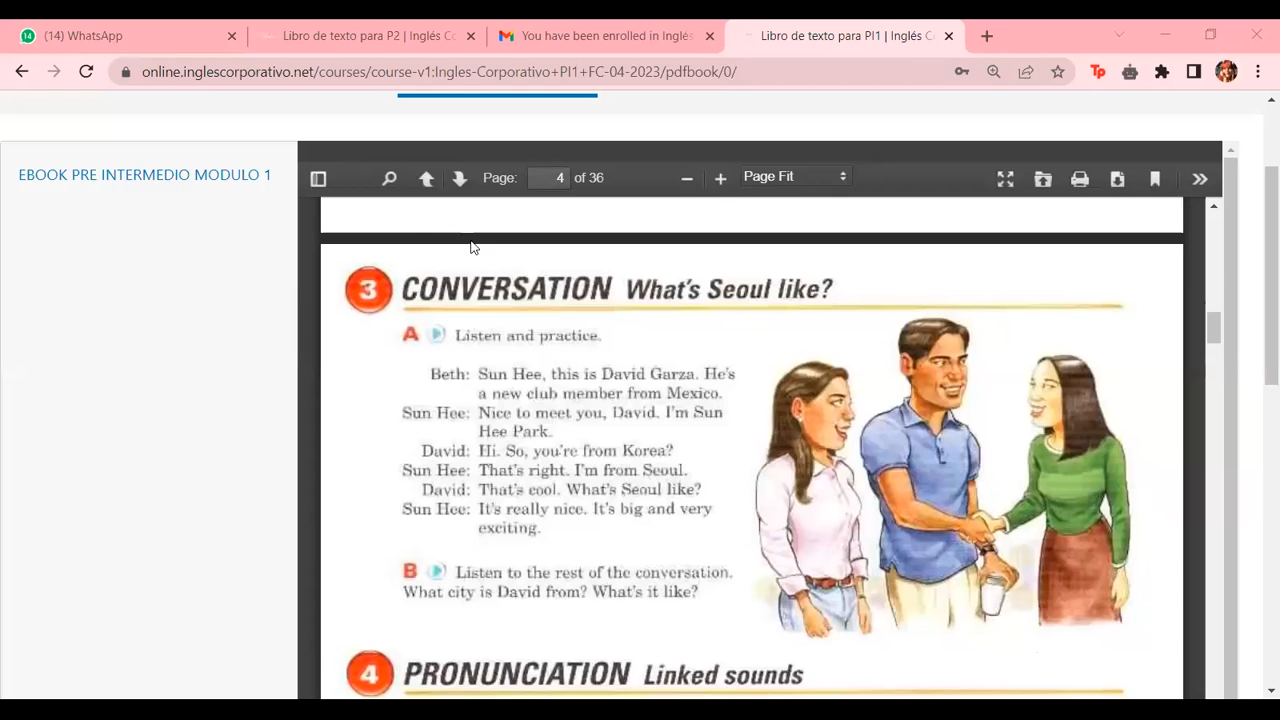 14
(14) WhatsApp
Libro de texto para P2 | Inglés Co
You have been enrolled in Inglés
Libro de texto para PI1 | Inglés C
online.inglescorporativo.net/courses/course-v1:Ingles-Corporativo+PI1+FC-04-2023/pdfbook/0/
Tp
EBOOK PRE INTERMEDIO MODULO 1
Page: 4 of 36
Page Fit
3 CONVERSATION What's Seoul like?
A Listen and practice.
Beth: Sun Hee, this is David Garza. He's
a new club member from Mexico.
Sun Hee: Nice to meet you, David. I'm Sun
Hee Park.
David: Hi. So, you're from Korea?
Sun Hee: That's right. I'm from Seoul.
David: That's cool. What's Seoul like?
Sun Hee: It's really nice. It's big and very
exciting.
B Listen to the rest of the conversation.
What city is David from? What's it like?
4 PRONUNCIATION Linked sounds